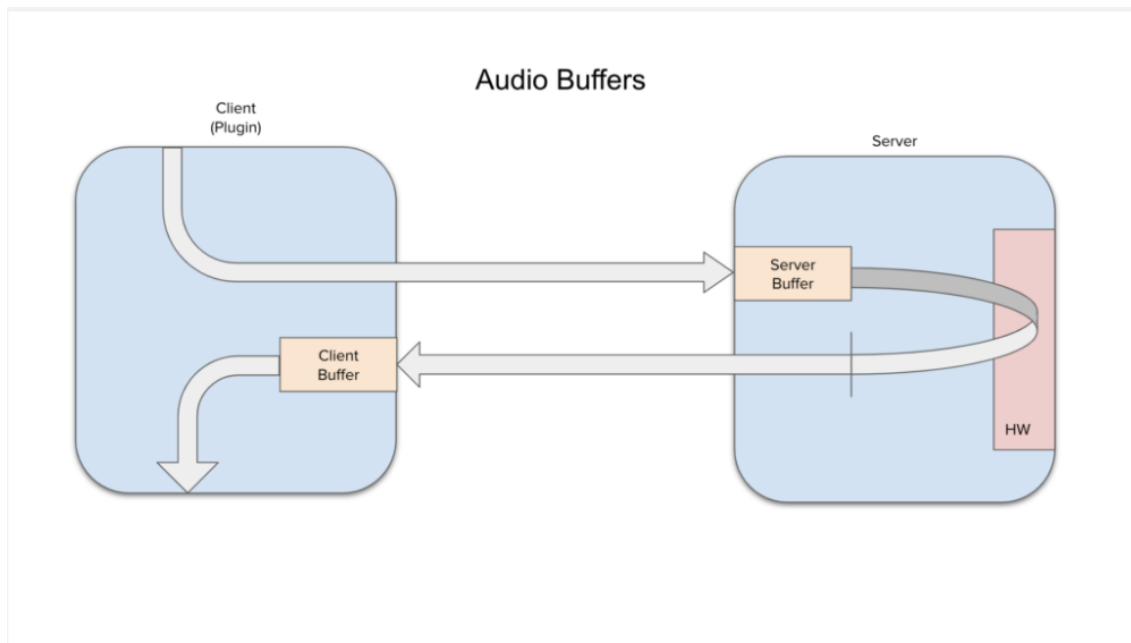 Audio Buffers
Client
(Plugin)
Server
Server
Buffer
Client
Buffer
HW